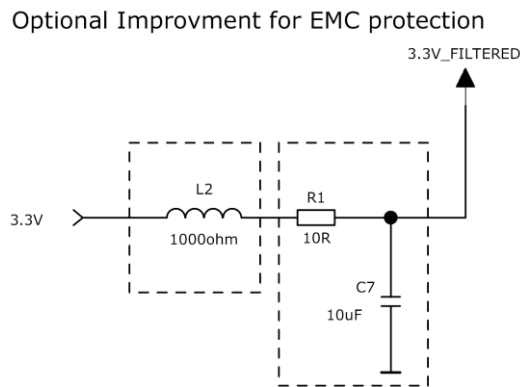 Optional Improvment for EMC protection
3.3V_FILTERED
L2
R1
3.3V
1000ohm
10R
C7
10uF